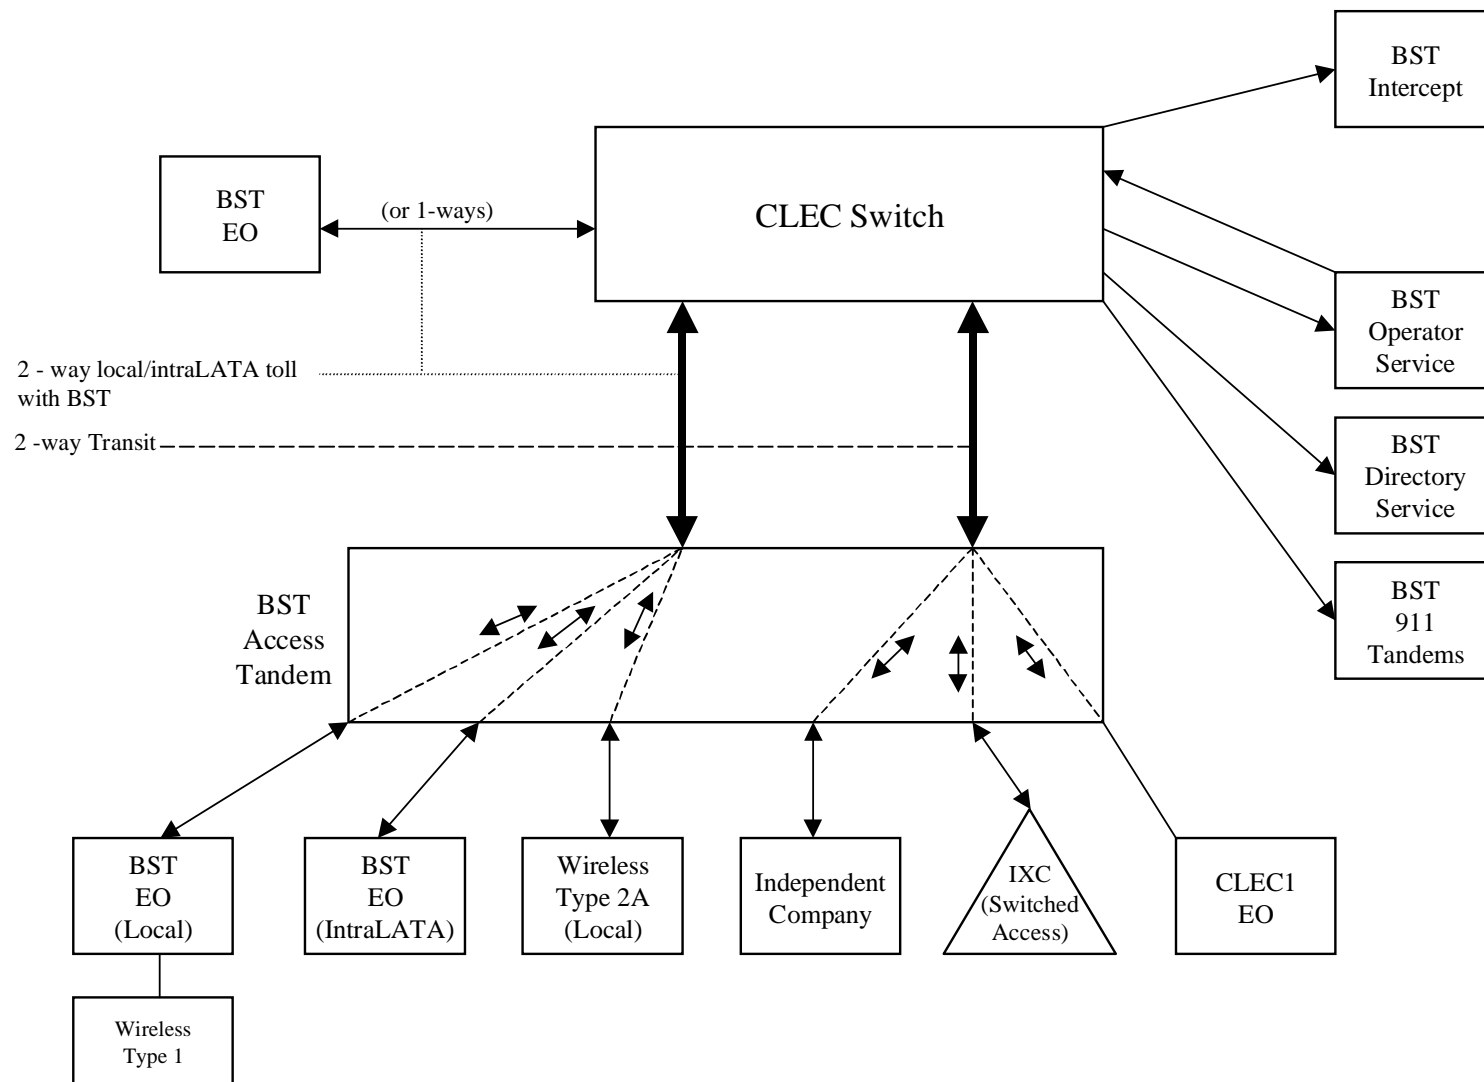 BST
Intercept
BST
EO
(or 1-ways)
CLEC Switch
BST
Operator
Service
2 - way local/intraLATA toll
with BST
2 -way Transit
BST
Directory
Service
BST
911
Tandems
BST
Access
Tandem
BST
EO
(Local)
BST
EO
(IntraLATA)
Wireless
Type 2A
(Local)
Independent
Company
IXC
(Switched
Access)
CLEC1
EO
Wireless
Type 1